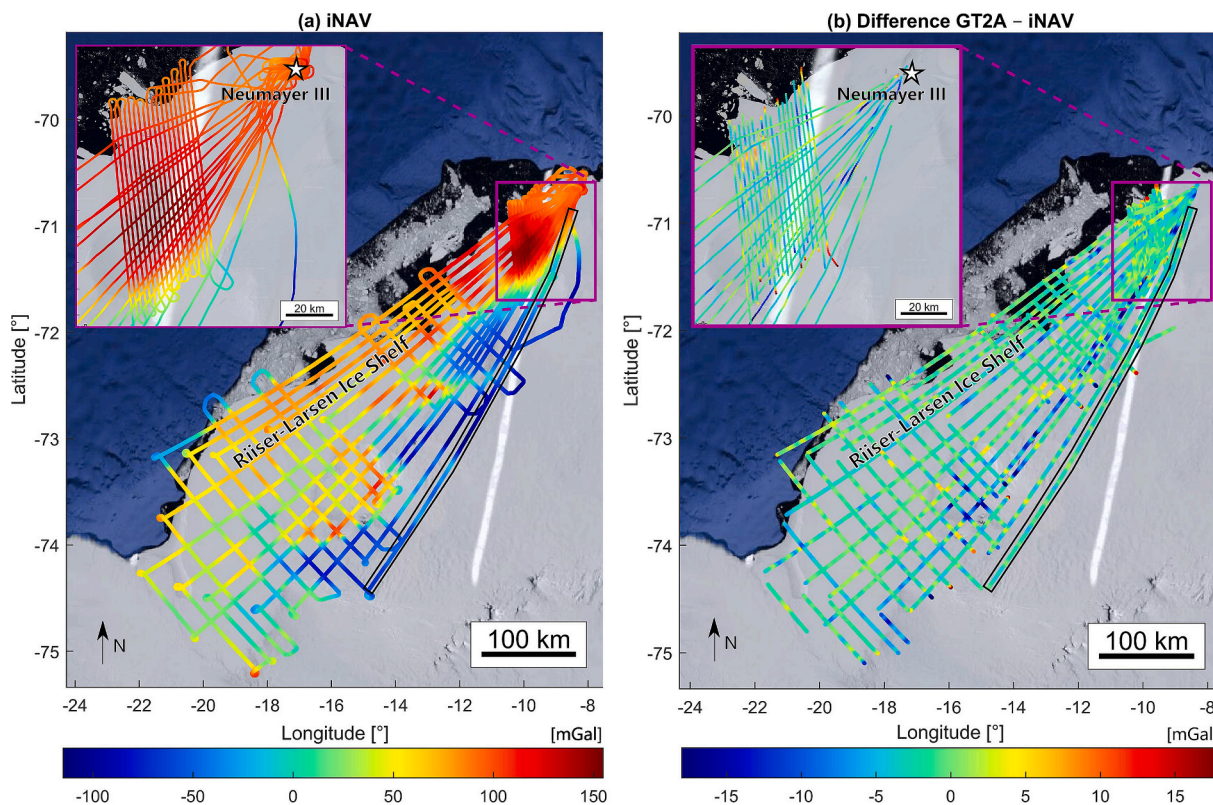 (a) iNAV
(b) Difference GT2A – iNAV
Neumayer III
Neumayer III
20 km
20 km
Riiser-Larsen Ice Shelf
Riiser-Larsen Ice Shelf
Latitude [°]
-70
-71
-72
-73
-74
-75
Latitude [°]
-70
-71
-72
-73
-74
-75
N
100 km
N
100 km
-24 -22 -20 -18 -16 -14 -12 -10 -8
-24 -22 -20 -18 -16 -14 -12 -10 -8
Longitude [°]
[mGal]
Longitude [°]
[mGal]
-100 -50 0 50 100 150
-15 -10 -5 0 5 10 15